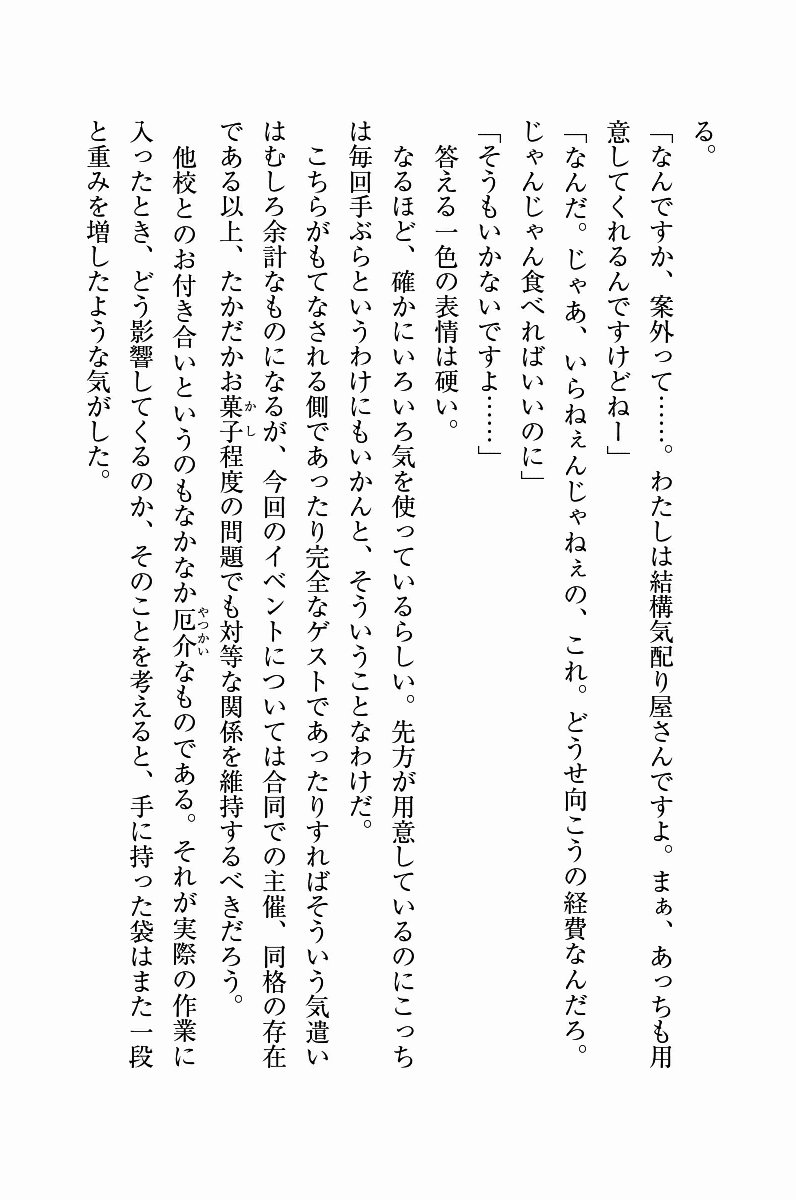 る。
「なんですか、案外って……。わたしは結構気配り屋さんですよ。まぁ、あっちも用
意してくれるんですけどねー」
「なんだ。じゃあ、いらねぇんじゃねぇの、これ。どうせ向こうの経費なんだろ。
じゃんじゃん食べればいいのに」
「そうもいかないですよ……」
答える一色の表情は硬い。
なるほど、確かにいろいろ気を使っているらしい。先方が用意しているのにこっち
は毎回手ぶらというわけにもいかんと、そういうことなわけだ。
こちらがもてなされる側であったり完全なゲストであったりすればそういう気遣い
はむしろ余計なものになるが、今回のイベントについては合同での主催、同格の存在
である以上、たかだかお菓子程度の問題でも対等な関係を維持するべきだろう。
かし
他校とのお付き合いというのもなかなか厄介なものである。それが実際の作業に
やつかい
入ったとき、どう影響してくるのか、そのことを考えると、手に持った袋はまた一段
と重みを増したような気がした。